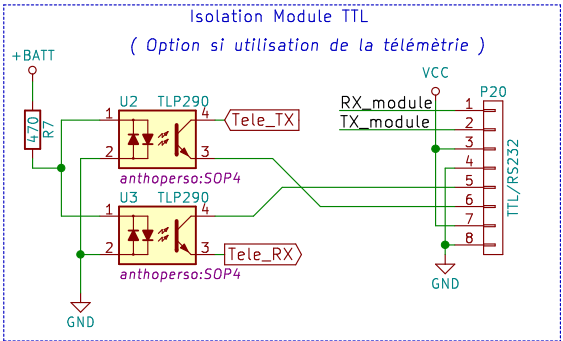 Isolation Module TTL
( Option si utilisation de la télémètrie )
+BATT
470
R7
U2 TLP290
1
2
4
3
Tele_TX
anthoperso:SOP4
U3 TLP290
1
2
4
3
Tele_RX
anthoperso:SOP4
GND
VCC
P20
RX_module
TX_module
1
2
3
4
5
6
7
8
TTL/RS232
GND